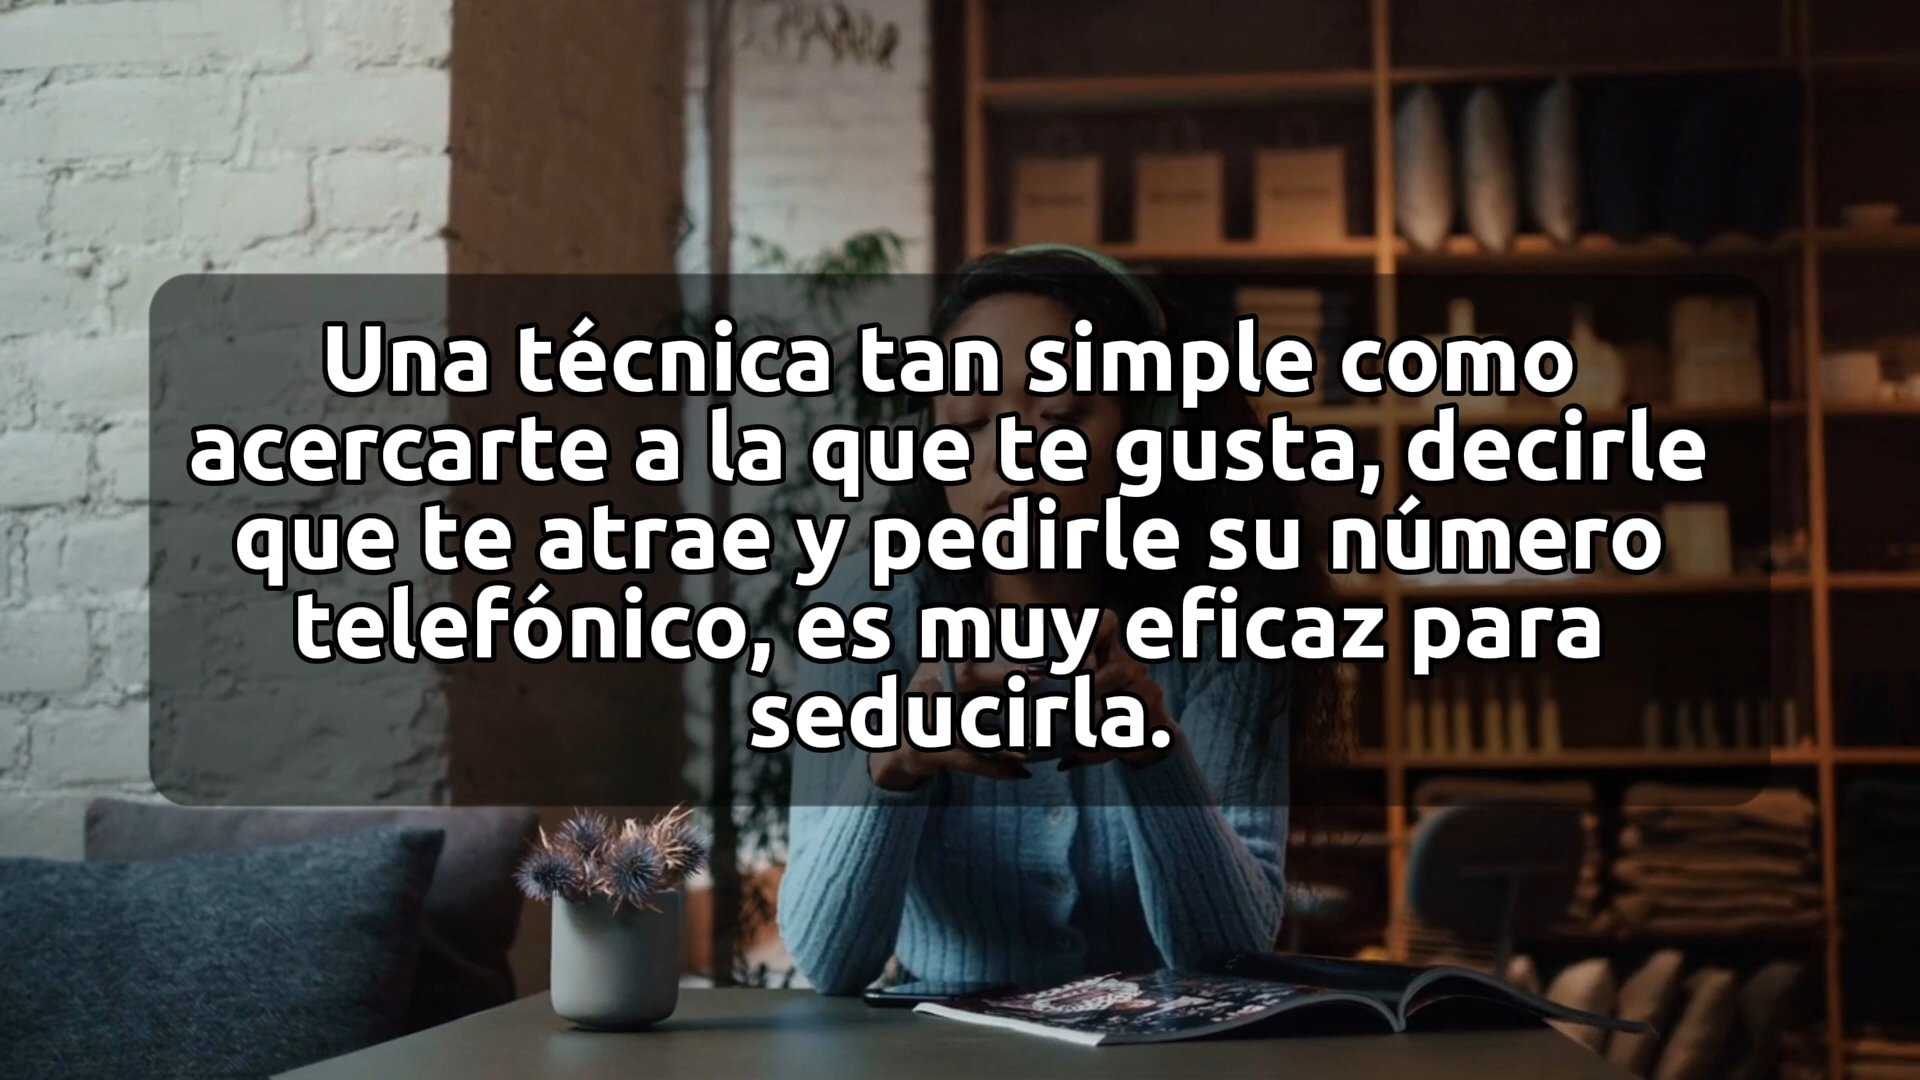 Una técnica tan simple como
acercarte a la que te gusta, decirle
que te atrae y pedirle su número
telefónico, es muy eficaz para
seducirla.